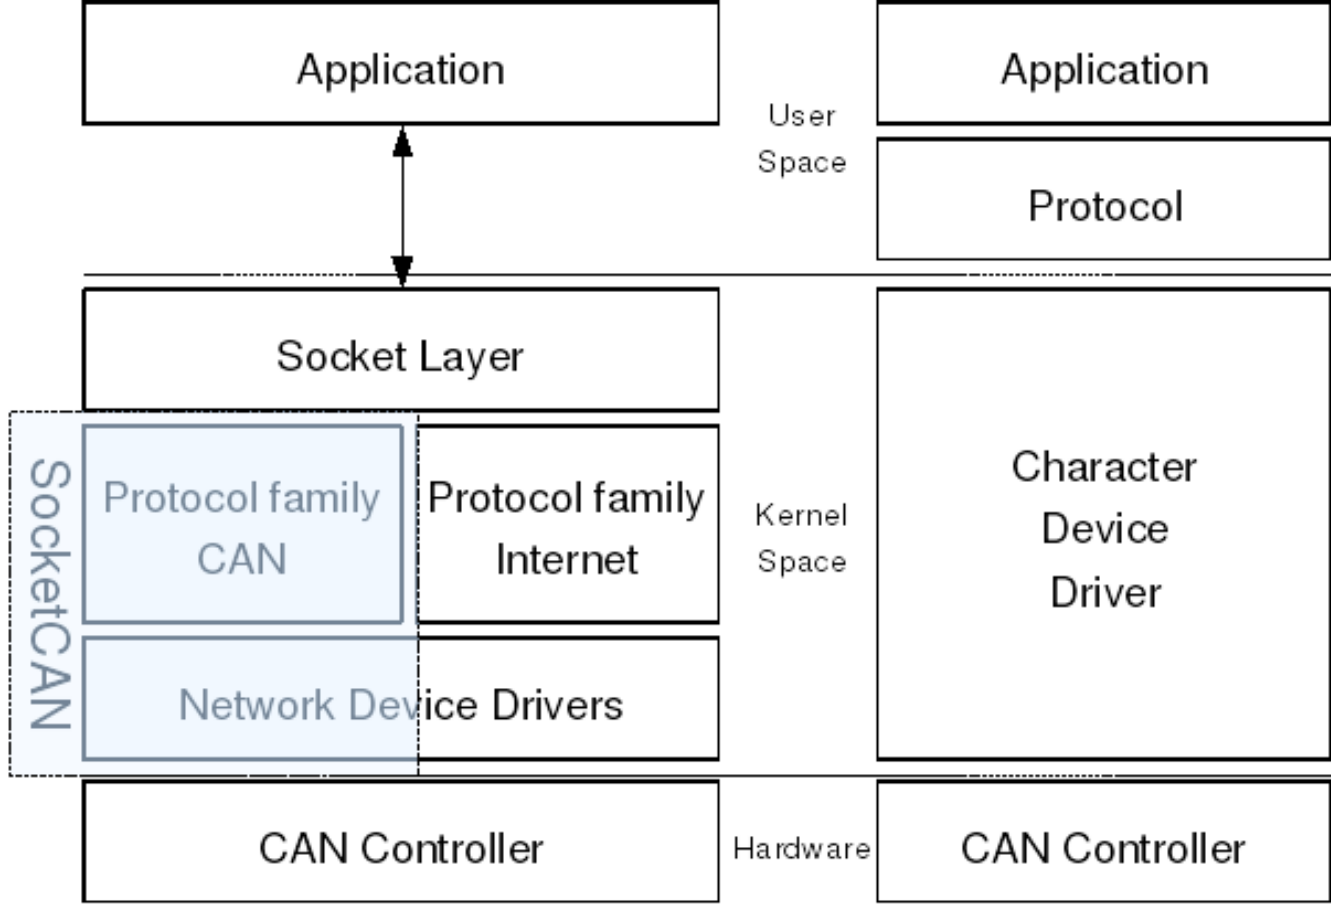 Application
Socket Layer
SocketCAN
Protocol family
CAN
Protocol family
Internet
Network Device Drivers
CAN Controller
User
Space
Kernel
Space
Hardware
Application
Protocol
Character
Device
Driver
CAN Controller